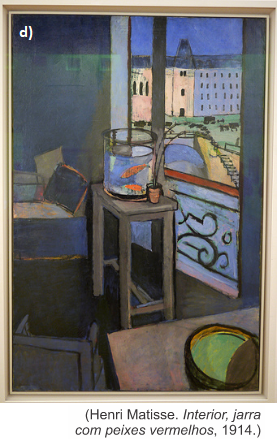 d)
(Henri Matisse. Interior, jarra
com peixes vermelhos, 1914.)